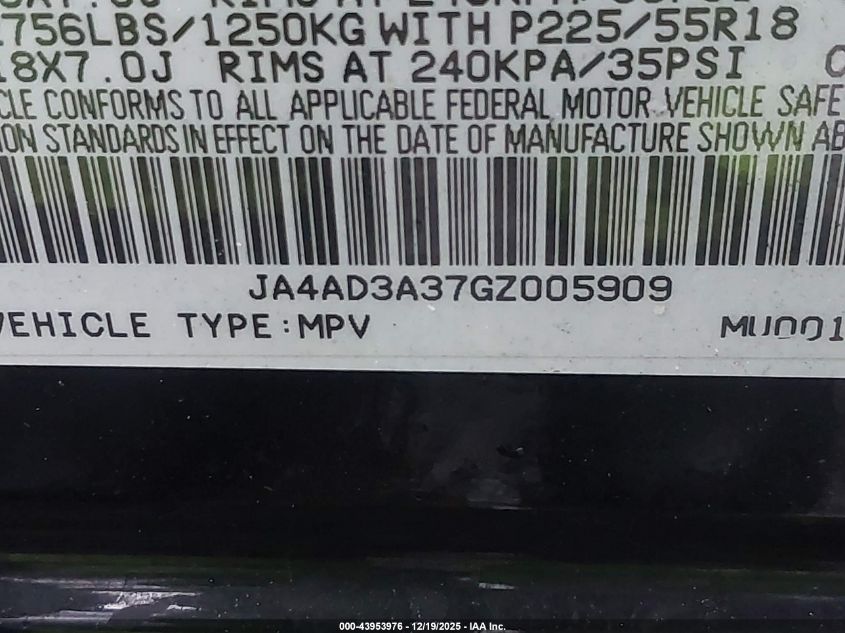 756LBS/1250KG WITH P225/55R18
18X7.0J RIMS AT 240KPA/35PSI
CLE CONFORMS TO ALL APPLICABLE FEDERAL MOTOR VEHICLE SAFE
ION STANDARDS IN EFFECT ON THE DATE OF MANUFACTURE SHOWN AB
JA4AD3A37GZ005909
VEHICLE TYPE:MPV MU001
000-43953976 – 12/19/2025 – IAA Inc.